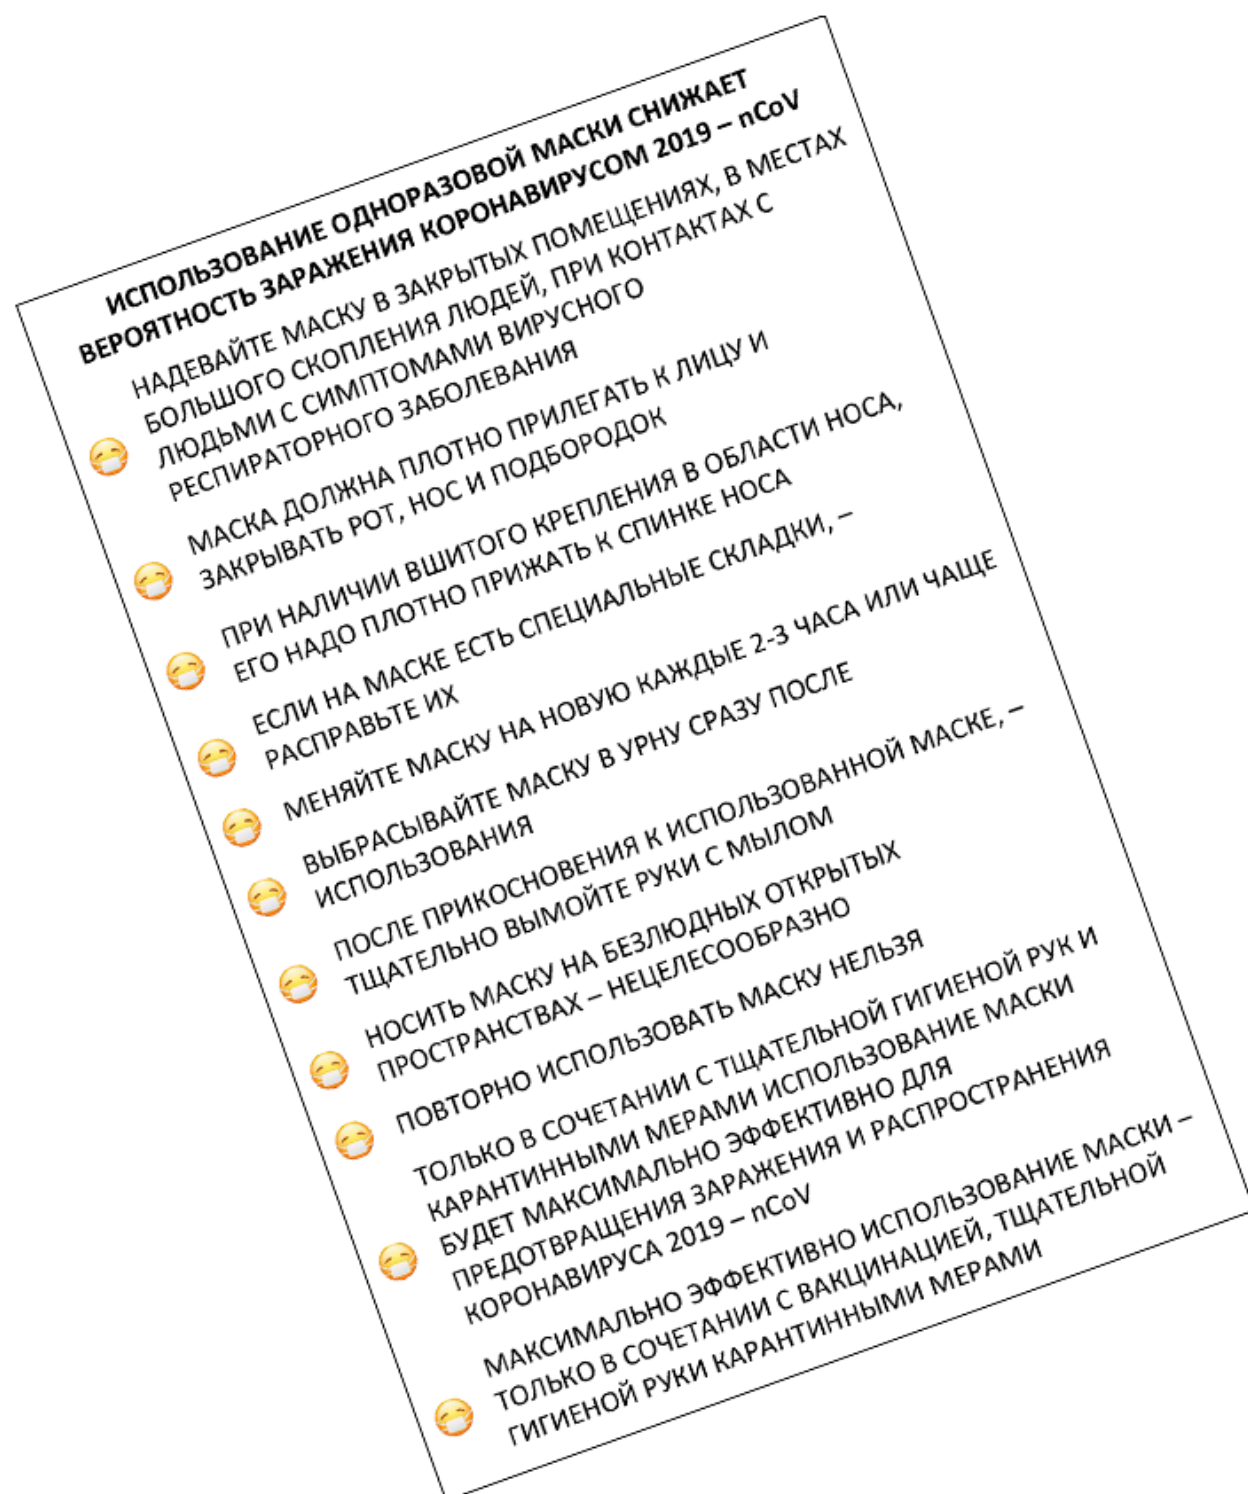 ИСПОЛЬЗОВАНИЕ ОДНОРАЗОВОЙ МАСКИ СНИЖАЕТ
ВЕРОЯТНОСТЬ ЗАРАЖЕНИЯ КОРОНАВИРУСОМ 2019 – nCoV
НАДЕВАЙТЕ МАСКУ В ЗАКРЫТЫХ ПОМЕЩЕНИЯХ, В МЕСТАХ
БОЛЬШОГО СКОПЛЕНИЯ ЛЮДЕЙ, ПРИ КОНТАКТАХ С
ЛЮДЬМИ С СИМПТОМАМИ ВИРУСНОГО
РЕСПИРАТОРНОГО ЗАБОЛЕВАНИЯ
МАСКА ДОЛЖНА ПЛОТНО ПРИЛЕГАТЬ К ЛИЦУ И
ЗАКРЫВАТЬ РОТ, НОС И ПОДБОРОДОК
ПРИ НАЛИЧИИ ВШИТОГО КРЕПЛЕНИЯ В ОБЛАСТИ НОСА,
ЕГО НАДО ПЛОТНО ПРИЖАТЬ К СПИНКЕ НОСА
ЕСЛИ НА МАСКЕ ЕСТЬ СПЕЦИАЛЬНЫЕ СКЛАДКИ, –
РАСПРАВЬТЕ ИХ
МЕНЯЙТЕ МАСКУ НА НОВУЮ КАЖДЫЕ 2-3 ЧАСА ИЛИ ЧАЩЕ
ВЫБРАСЫВАЙТЕ МАСКУ В УРНУ СРАЗУ ПОСЛЕ
ИСПОЛЬЗОВАНИЯ
ПОСЛЕ ПРИКОСНОВЕНИЯ К ИСПОЛЬЗОВАННОЙ МАСКЕ, –
ТЩАТЕЛЬНО ВЫМОЙТЕ РУКИ С МЫЛОМ
НОСИТЬ МАСКУ НА БЕЗЛЮДНЫХ ОТКРЫТЫХ
ПРОСТРАНСТВАХ – НЕЦЕЛЕСООБРАЗНО
ПОВТОРНО ИСПОЛЬЗОВАТЬ МАСКУ НЕЛЬЗЯ
ТОЛЬКО В СОЧЕТАНИИ С ТЩАТЕЛЬНОЙ ГИГИЕНОЙ РУК И
КАРАНТИННЫМИ МЕРАМИ ИСПОЛЬЗОВАНИЕ МАСКИ
БУДЕТ МАКСИМАЛЬНО ЭФФЕКТИВНО ДЛЯ
ПРЕДОТВРАЩЕНИЯ ЗАРАЖЕНИЯ И РАСПРОСТРАНЕНИЯ
КОРОНАВИРУСА 2019 – nCoV
МАКСИМАЛЬНО ЭФФЕКТИВНО ИСПОЛЬЗОВАНИЕ МАСКИ –
ТОЛЬКО В СОЧЕТАНИИ С ВАКЦИНАЦИЕЙ, ТЩАТЕЛЬНОЙ
ГИГИЕНОЙ РУКИ КАРАНТИННЫМИ МЕРАМИ